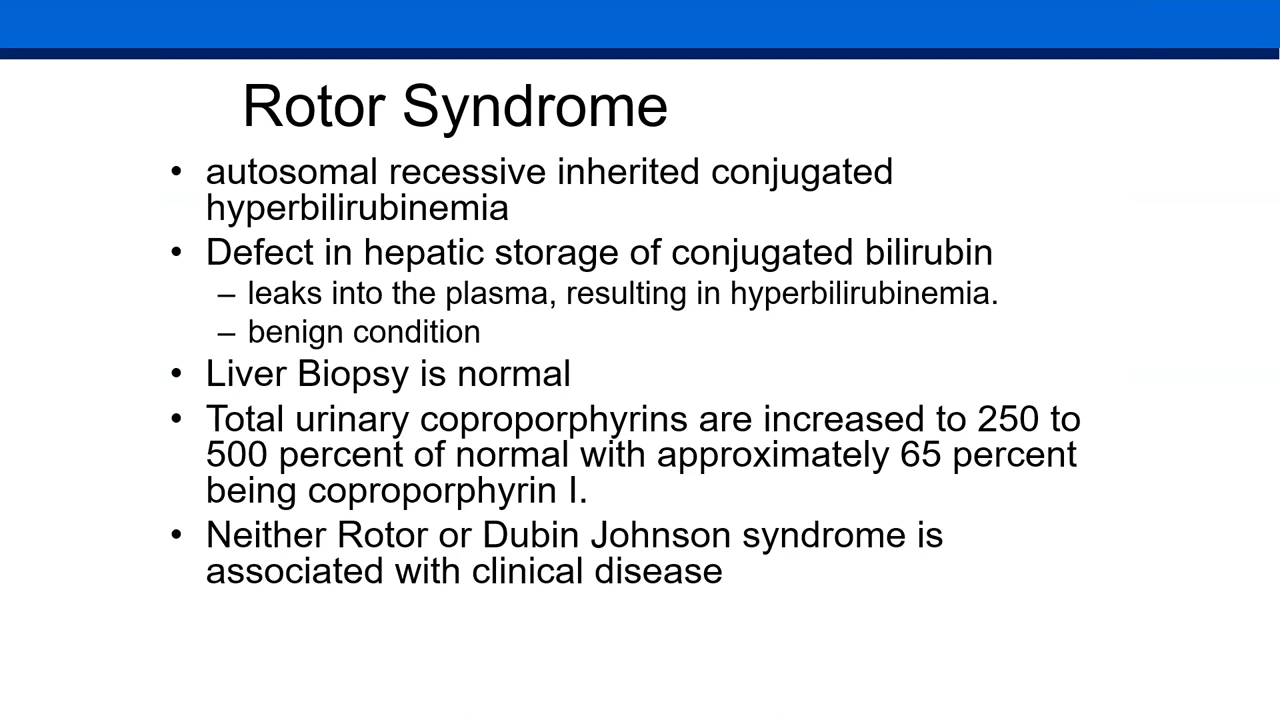 Rotor Syndrome
• autosomal recessive inherited conjugated
hyperbilirubinemia
• Defect in hepatic storage of conjugated bilirubin
– leaks into the plasma, resulting in hyperbilirubinemia.
– benign condition
• Liver Biopsy is normal
• Total urinary coproporphyrins are increased to 250 to
500 percent of normal with approximately 65 percent
being coproporphyrin I.
• Neither Rotor or Dubin Johnson syndrome is
associated with clinical disease